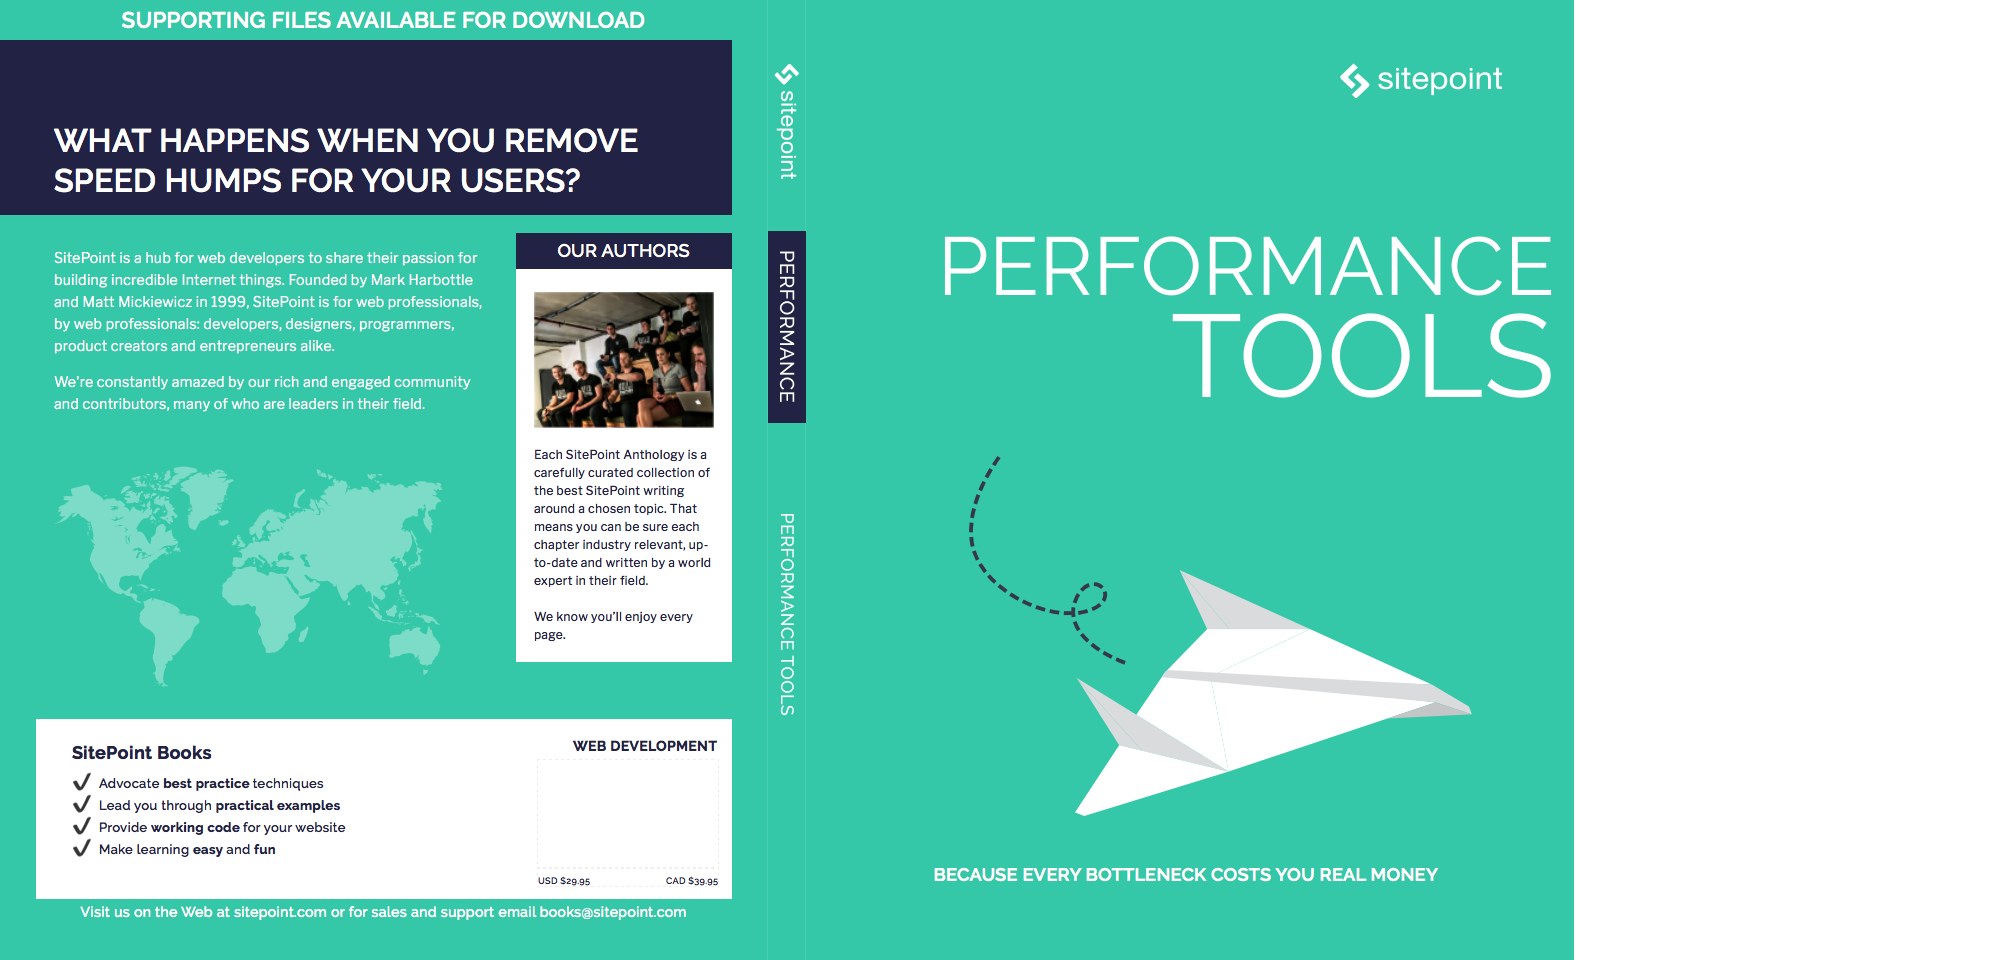 SUPPORTING FILES AVAILABLE FOR DOWNLOAD
WHAT HAPPENS WHEN YOU REMOVE
SPEED HUMPS FOR YOUR USERS?
SitePoint is a hub for web developers to share their passion for
building incredible Internet things. Founded by Mark Harbottle
and Matt Mickiewicz in 1999, SitePoint is for web professionals,
by web professionals: developers, designers, programmers,
product creators and entrepreneurs alike.
We're constantly amazed by our rich and engaged community
and contributors, many of who are leaders in their field.
OUR AUTHORS
Each SitePoint Anthology is a
carefully curated collection of
the best SitePoint writing
around a chosen topic. That
means you can be sure each
chapter industry relevant, up-
to-date and written by a world
expert in their field.
We know you'll enjoy every
page.
SitePoint Books
Advocate best practice techniques
Lead you through practical examples
Provide working code for your website
Make learning easy and fun
WEB DEVELOPMENT
USD $29.95
CAD $39.95
Visit us on the Web at sitepoint.com or for sales and support email books@sitepoint.com
sitepoint
PERFORMANCE
PERFORMANCE TOOLS
sitepoint
PERFORMANCE
TOOLS
BECAUSE EVERY BOTTLENECK COSTS YOU REAL MONEY